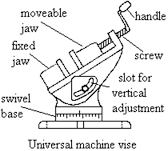 moveable
jaw
handle
fixed
jaw
screw
slot for
vertical
adjustment
swivel
base
Universal machine vise